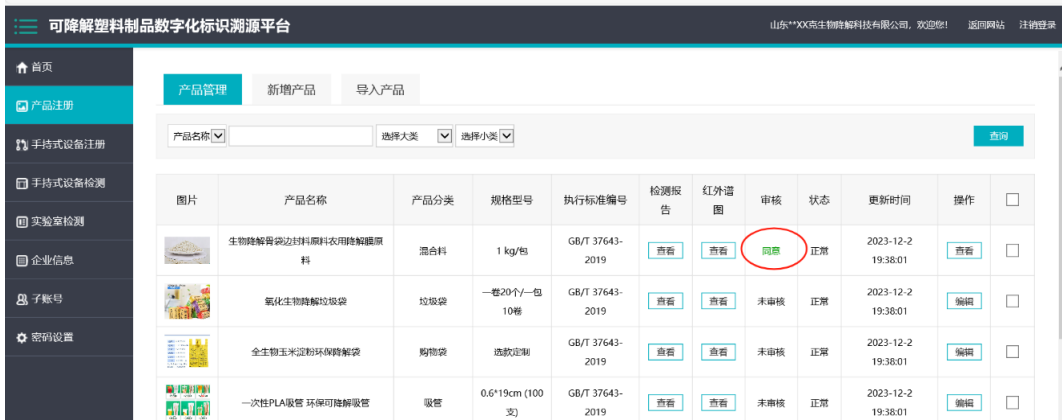 可降解塑料制品数字化标识溯源平台
山东**XX克生物降解科技有限公司，欢迎您！ 返回网站 注销登录
首页
产品注册
手持式设备注册
手持式设备检测
实验室检测
企业信息
子账号
密码设置
产品管理 新增产品 导入产品
产品名称 选择大类 选择小类 查询
图片 产品名称 产品分类 规格型号 执行标准编号 检测报告 红外谱图 审核 状态 更新时间 操作
生物降解骨袋边封料原料农用降解膜原料 混合料 1 kg/包 GB/T 37643-2019 查看 查看 同意 正常 2023-12-2 19:38:01 查看
氧化生物降解垃圾袋 垃圾袋 一卷20个/一包10卷 GB/T 37643-2019 查看 查看 未审核 正常 2023-12-2 19:38:01 编辑
全生物玉米淀粉环保降解袋 购物袋 选款定制 GB/T 37643-2019 查看 查看 未审核 正常 2023-12-2 19:38:01 编辑
一次性PLA吸管 环保可降解吸管 吸管 0.6*19cm (100支) GB/T 37643-2019 查看 查看 未审核 正常 2023-12-2 19:38:01 编辑